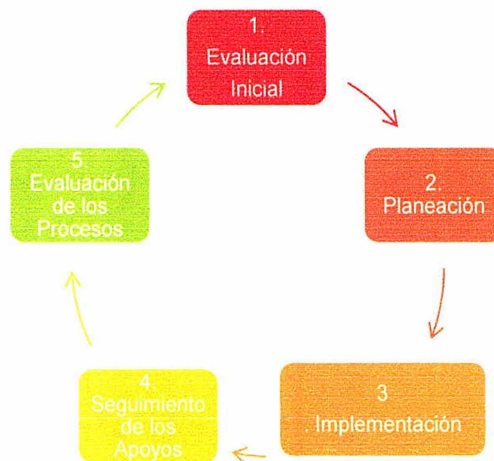 1.
Evaluación
Inicial
2.
Planeación
3
. Implementación
4.
Seguimiento
de los
Apoyos
5.
Evaluación
de los
Procesos